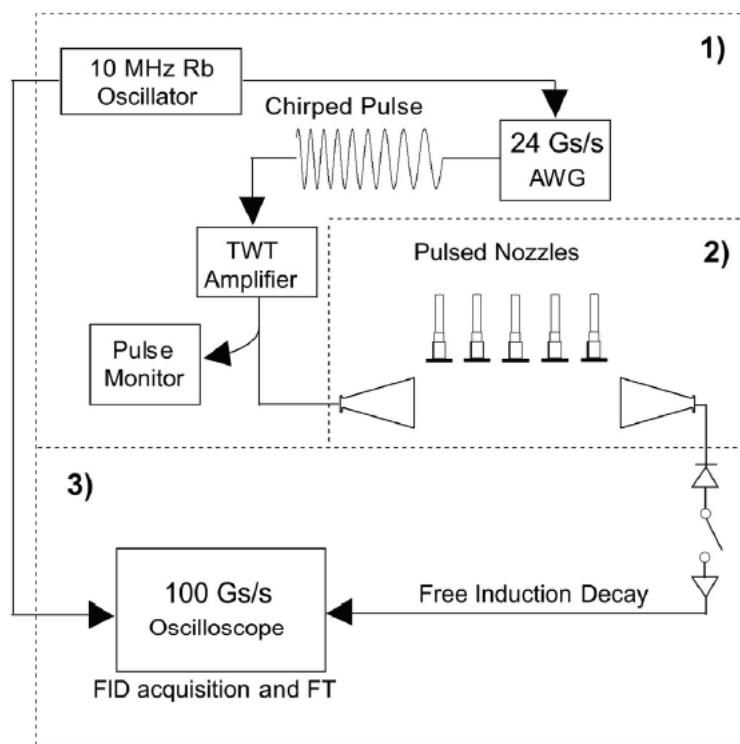 1)
10 MHz Rb
Oscillator
Chirped Pulse
24 Gs/s
AWG
TWT
Amplifier
Pulsed Nozzles
2)
Pulse
Monitor
3)
100 Gs/s
Oscilloscope
Free Induction Decay
FID acquisition and FT